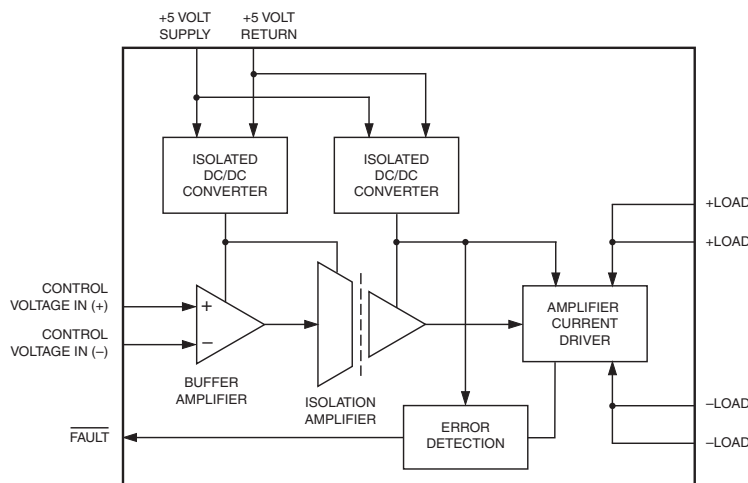 +5 VOLT
SUPPLY
+5 VOLT
RETURN
ISOLATED
DC/DC
CONVERTER
ISOLATED
DC/DC
CONVERTER
+LOAD
+LOAD
CONTROL
VOLTAGE IN (+)
CONTROL
VOLTAGE IN (–)
+
–
BUFFER
AMPLIFIER
ISOLATION
AMPLIFIER
AMPLIFIER
CURRENT
DRIVER
ERROR
DETECTION
FAULT
–LOAD
–LOAD